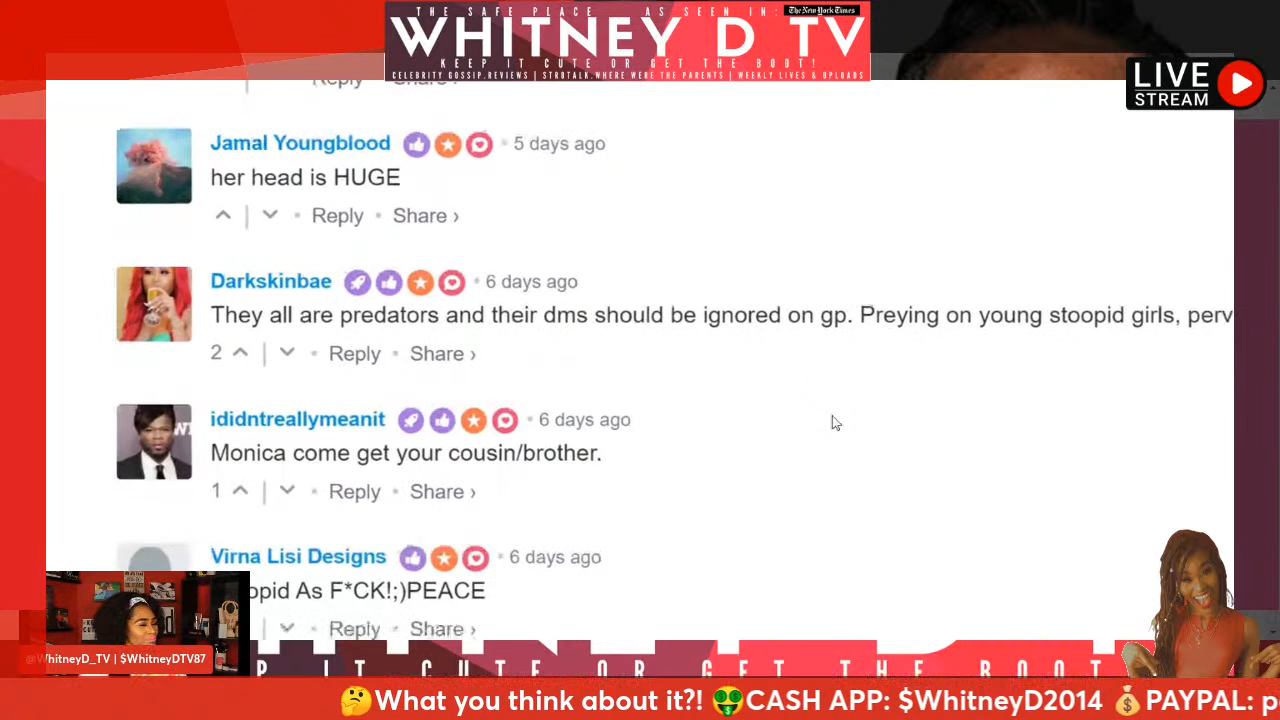 THE SAFE PLACE AS SEEN IN: The New York Times
WHITNEY D TV
KEEP IT CUTE OR GET THE BOOT!
CELEBRITY GOSSIP.REVIEWS | STROTALK.WHERE WERE THE PARENTS | WEEKLY LIVES & UPLOADS
LIVE
STREAM
Reply Share ›
Jamal Youngblood • 5 days ago
her head is HUGE
| • Reply • Share ›
Darkskinbae • 6 days ago
They all are predators and their dms should be ignored on gp. Preying on young stoopid girls, perv
2 | • Reply • Share ›
ididntreallymeanit • 6 days ago
Monica come get your cousin/brother.
1 | • Reply • Share ›
Virna Lisi Designs • 6 days ago
opid As F*CK!;)PEACE
| • Reply • Share ›
@WhitneyD_TV | $WhitneyDTV87
P IT CUTE OR GET THE BOOT
🤔What you think about it?! 🤑CASH APP: $WhitneyD2014 💰PAYPAL: p